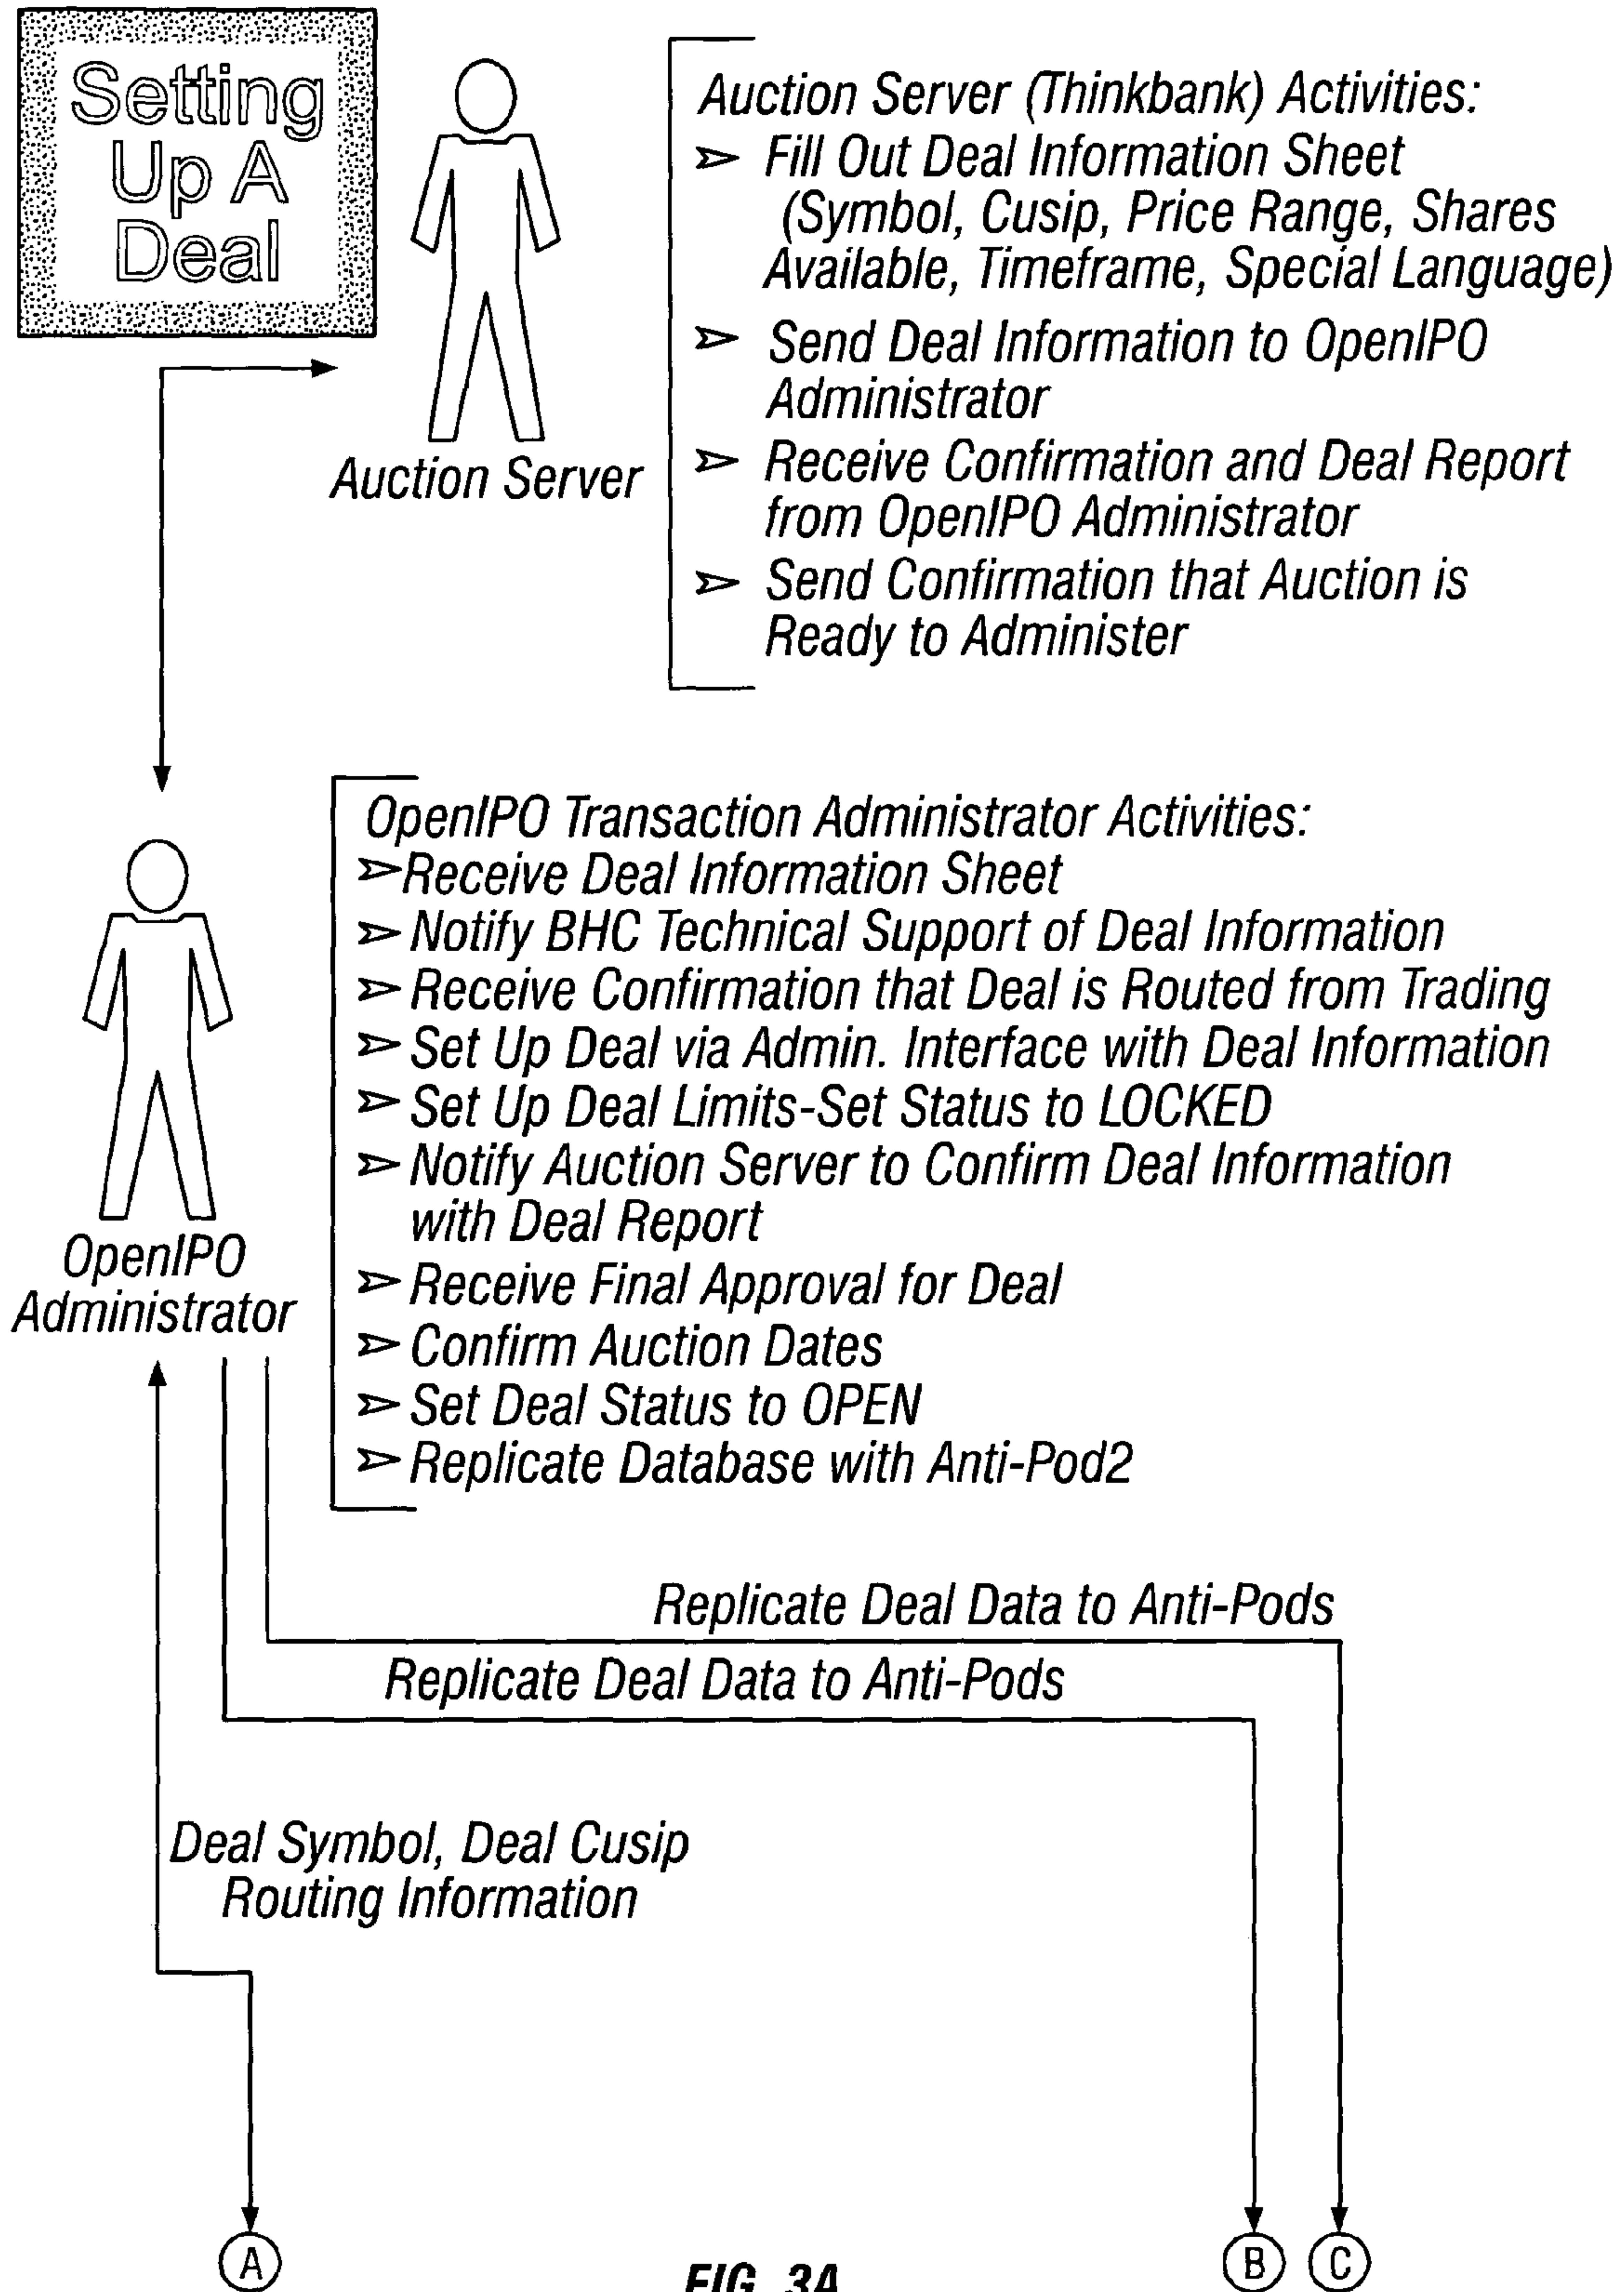 Setting
Up A
Deal
Auction Server
Auction Server (Thinkbank) Activities:
➢ Fill Out Deal Information Sheet
(Symbol, Cusip, Price Range, Shares
Available, Timeframe, Special Language)
➢ Send Deal Information to OpenIPO
Administrator
➢ Receive Confirmation and Deal Report
from OpenIPO Administrator
➢ Send Confirmation that Auction is
Ready to Administer
OpenIPO
Administrator
OpenIPO Transaction Administrator Activities:
➢Receive Deal Information Sheet
➢Notify BHC Technical Support of Deal Information
➢Receive Confirmation that Deal is Routed from Trading
➢Set Up Deal via Admin. Interface with Deal Information
➢Set Up Deal Limits-Set Status to LOCKED
➢Notify Auction Server to Confirm Deal Information
with Deal Report
➢Receive Final Approval for Deal
➢Confirm Auction Dates
➢Set Deal Status to OPEN
➢Replicate Database with Anti-Pod2
Replicate Deal Data to Anti-Pods
Replicate Deal Data to Anti-Pods
Deal Symbol, Deal Cusip
Routing Information
A
B
C
FIG. 3A